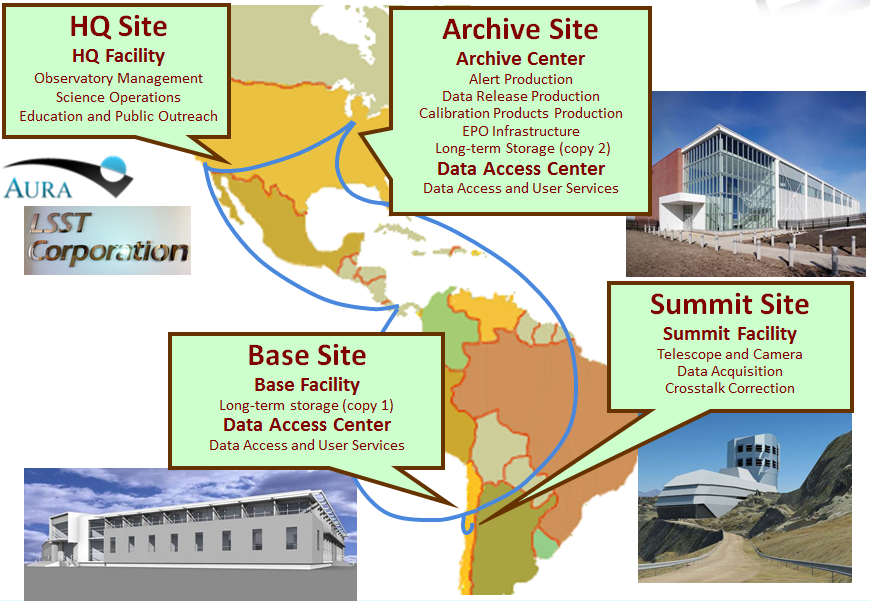 HQ Site
HQ Facility
Observatory Management
Science Operations
Education and Public Outreach
AURA
LSST
Corporation
Archive Site
Archive Center
Alert Production
Data Release Production
Calibration Products Production
EPO Infrastructure
Long-term Storage (copy 2)
Data Access Center
Data Access and User Services
Base Site
Base Facility
Long-term storage (copy 1)
Data Access Center
Data Access and User Services
Summit Site
Summit Facility
Telescope and Camera
Data Acquisition
Crosstalk Correction